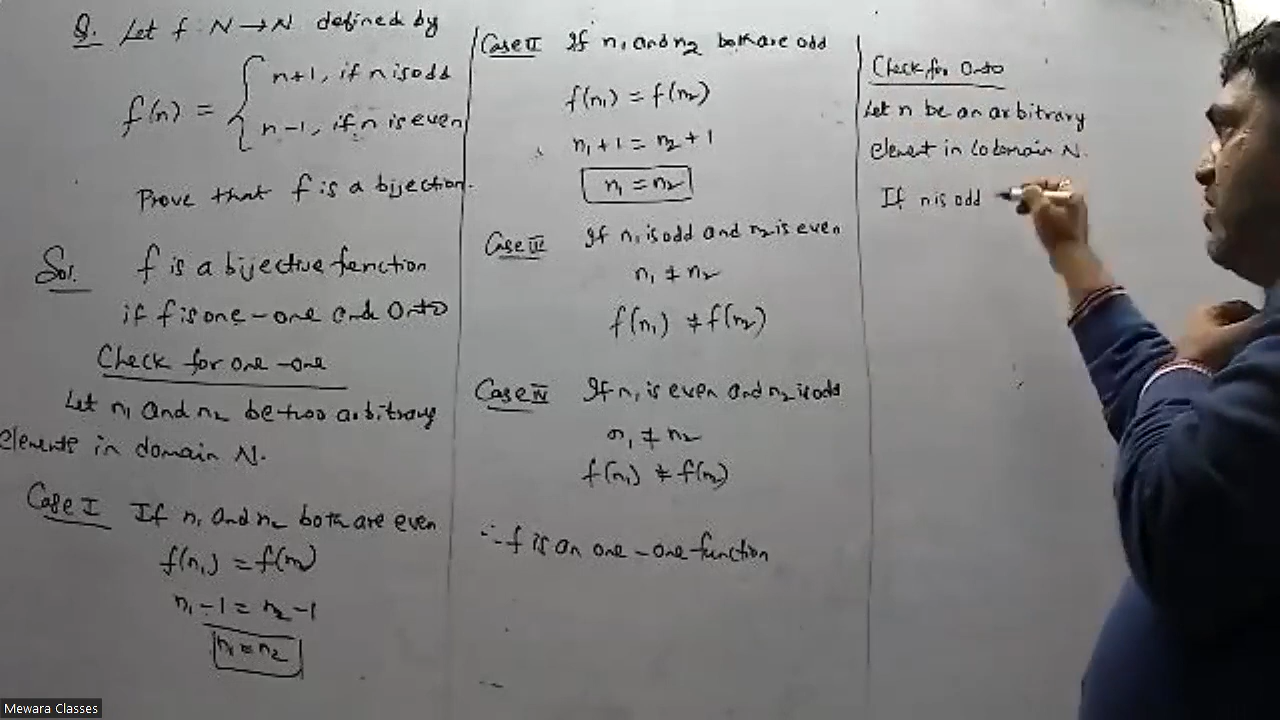 Q. Let f: N→N defined by
f(n) = { n+1, if n is odd
n-1, if n is even
Prove that f is a bijection.
Sol. f is a bijective function
if f is one-one and onto
Check for one-one
Let n₁ and n₂ be two arbitrary
elements in domain N.
Case I If n₁ and n₂ both are even
f(n₁) = f(n₂)
n₁-1 = n₂-1
n₁ = n₂
Case II If n₁ and n₂ both are odd
f(n₁) = f(n₂)
n₁+1 = n₂+1
n₁ = n₂
Case III If n₁ is odd and n₂ is even
n₁ ≠ n₂
f(n₁) ≠ f(n₂)
Case IV If n₁ is even and n₂ is odd
n₁ ≠ n₂
f(n₁) ≠ f(n₂)
∴ f is an one-one function
Check for onto
Let n be an arbitrary
element in codomain N.
If n is odd
Mewara Classes